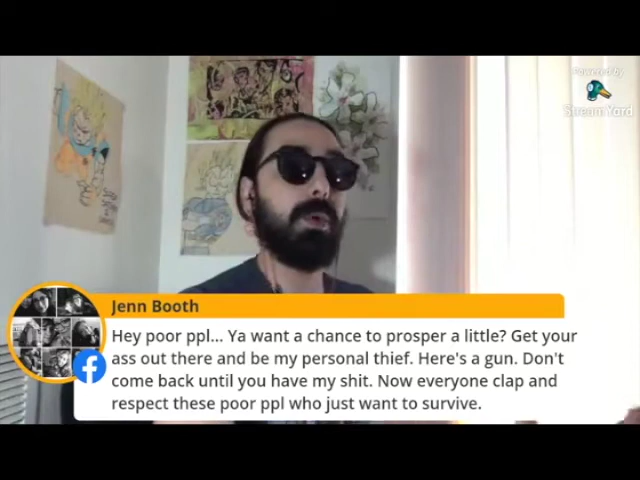 Powered by
StreamYard
Jenn Booth
Hey poor ppl... Ya want a chance to prosper a little? Get your
ass out there and be my personal thief. Here's a gun. Don't
come back until you have my shit. Now everyone clap and
respect these poor ppl who just want to survive.